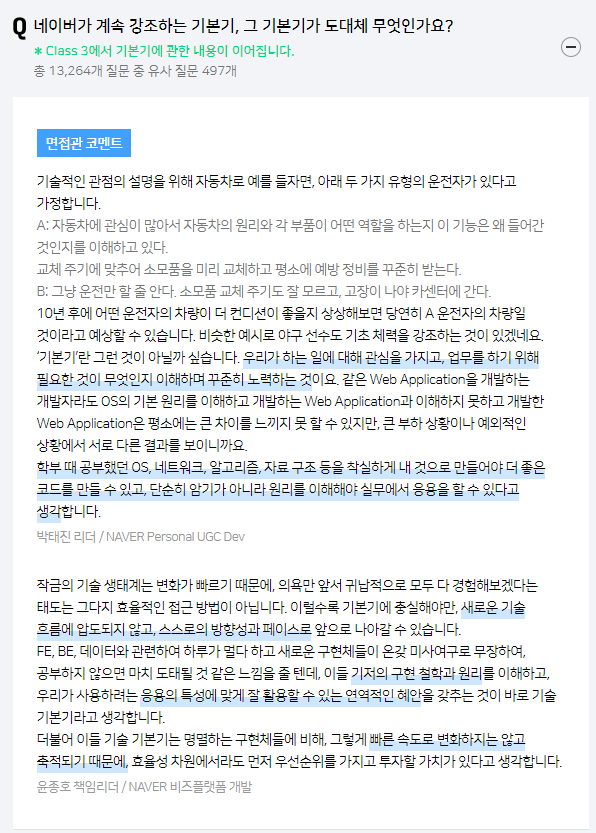 Q 네이버가 계속 강조하는 기본기, 그 기본기가 도대체 무엇인가요?
* Class 3에서 기본기에 관한 내용이 이어집니다.
총 13,264개 질문 중 유사 질문 497개
면접관 코멘트
기술적인 관점의 설명을 위해 자동차로 예를 들자면, 아래 두 가지 유형의 운전자가 있다고
가정합니다.
A: 자동차에 관심이 많아서 자동차의 원리와 각 부품이 어떤 역할을 하는지 이 기능은 왜 들어간
것인지를 이해하고 있다.
교체 주기에 맞추어 소모품을 미리 교체하고 평소에 예방 정비를 꾸준히 받는다.
B: 그냥 운전만 할 줄 안다. 소모품 교체 주기도 잘 모르고, 고장이 나야 카센터에 간다.
10년 후에 어떤 운전자의 차량이 더 컨디션이 좋을지 상상해보면 당연히 A 운전자의 차량일
것이라고 예상할 수 있습니다. 비슷한 예시로 야구 선수도 기초 체력을 강조하는 것이 있겠네요.
‘기본기’란 그런 것이 아닐까 싶습니다. 우리가 하는 일에 대해 관심을 가지고, 업무를 하기 위해
필요한 것이 무엇인지 이해하며 꾸준히 노력하는 것이요. 같은 Web Application을 개발하는
개발자라도 OS의 기본 원리를 이해하고 개발하는 Web Application과 이해하지 못하고 개발한
Web Application은 평소에는 큰 차이를 느끼지 못 할 수 있지만, 큰 부하 상황이나 예외적인
상황에서 서로 다른 결과를 보이니까요.
학부 때 공부했던 OS, 네트워크, 알고리즘, 자료 구조 등을 착실하게 내 것으로 만들어야 더 좋은
코드를 만들 수 있고, 단순히 암기가 아니라 원리를 이해해야 실무에서 응용을 할 수 있다고
생각합니다.
박태진 리더 / NAVER Personal UGC Dev
작금의 기술 생태계는 변화가 빠르기 때문에, 의욕만 앞서 귀납적으로 모두 다 경험해보겠다는
태도는 그다지 효율적인 접근 방법이 아닙니다. 이럴수록 기본기에 충실해야만, 새로운 기술
흐름에 압도되지 않고, 스스로의 방향성과 페이스로 앞으로 나아갈 수 있습니다.
FE, BE, 데이터와 관련하여 하루가 멀다 하고 새로운 구현체들이 온갖 미사여구로 무장하여,
공부하지 않으면 마치 도태될 것 같은 느낌을 줄 텐데, 이들 기저의 구현 철학과 원리를 이해하고,
우리가 사용하려는 응용의 특성에 맞게 잘 활용할 수 있는 연역적인 혜안을 갖추는 것이 바로 기술
기본기라고 생각합니다.
더불어 이들 기술 기본기는 명멸하는 구현체들에 비해, 그렇게 빠른 속도로 변화하지는 않고
축적되기 때문에, 효율성 차원에서라도 먼저 우선순위를 가지고 투자할 가치가 있다고 생각합니다.
윤종호 책임리더 / NAVER 비즈플랫폼 개발